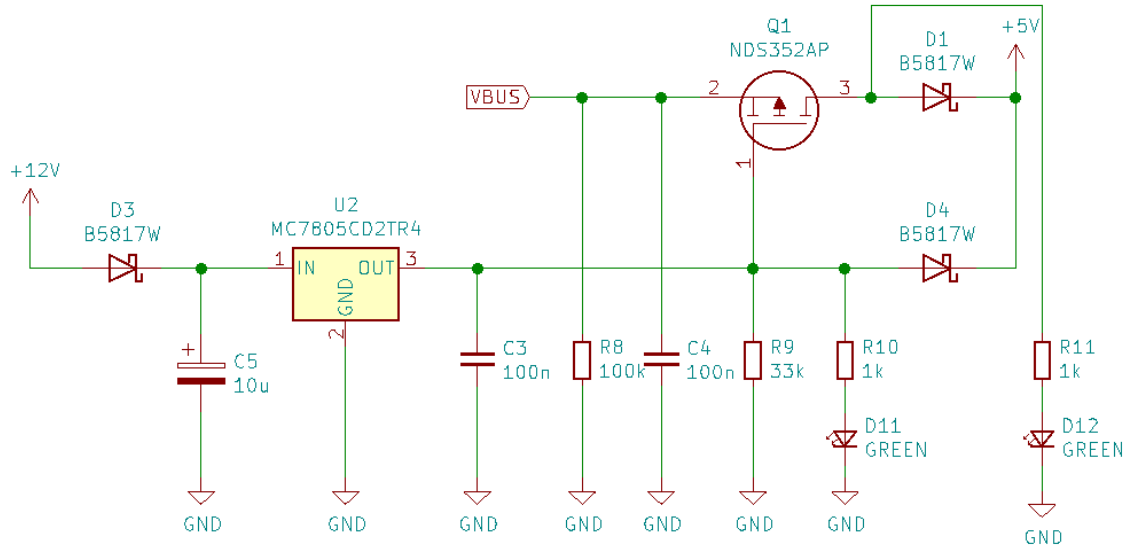 Q1
NDS352AP
D1
B5817W
+5V
VBUS
2
3
1
+12V
D3
B5817W
U2
MC7805CD2TR4
1
IN
OUT
3
GND
2
D4
B5817W
+
C5
10u
C3
100n
R8
100k
C4
100n
R9
33k
R10
1k
R11
1k
D11
GREEN
D12
GREEN
GND
GND
GND
GND
GND
GND
GND
GND